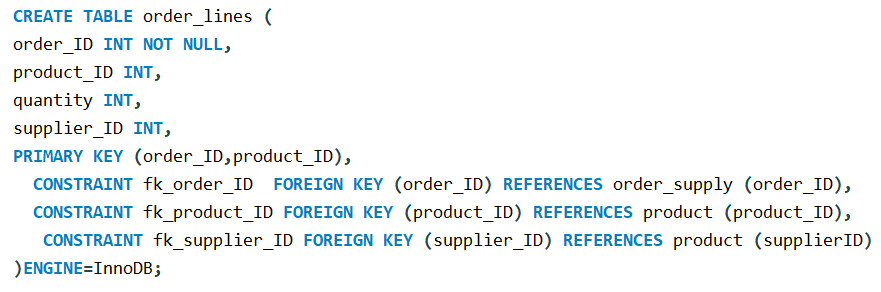 CREATE TABLE order_lines (
order_ID INT NOT NULL,
product_ID INT,
quantity INT,
supplier_ID INT,
PRIMARY KEY (order_ID,product_ID),
CONSTRAINT fk_order_ID  FOREIGN KEY (order_ID) REFERENCES order_supply (order_ID),
CONSTRAINT fk_product_ID FOREIGN KEY (product_ID) REFERENCES product (product_ID),
CONSTRAINT fk_supplier_ID FOREIGN KEY (supplier_ID) REFERENCES product (supplierID)
)ENGINE=InnoDB;